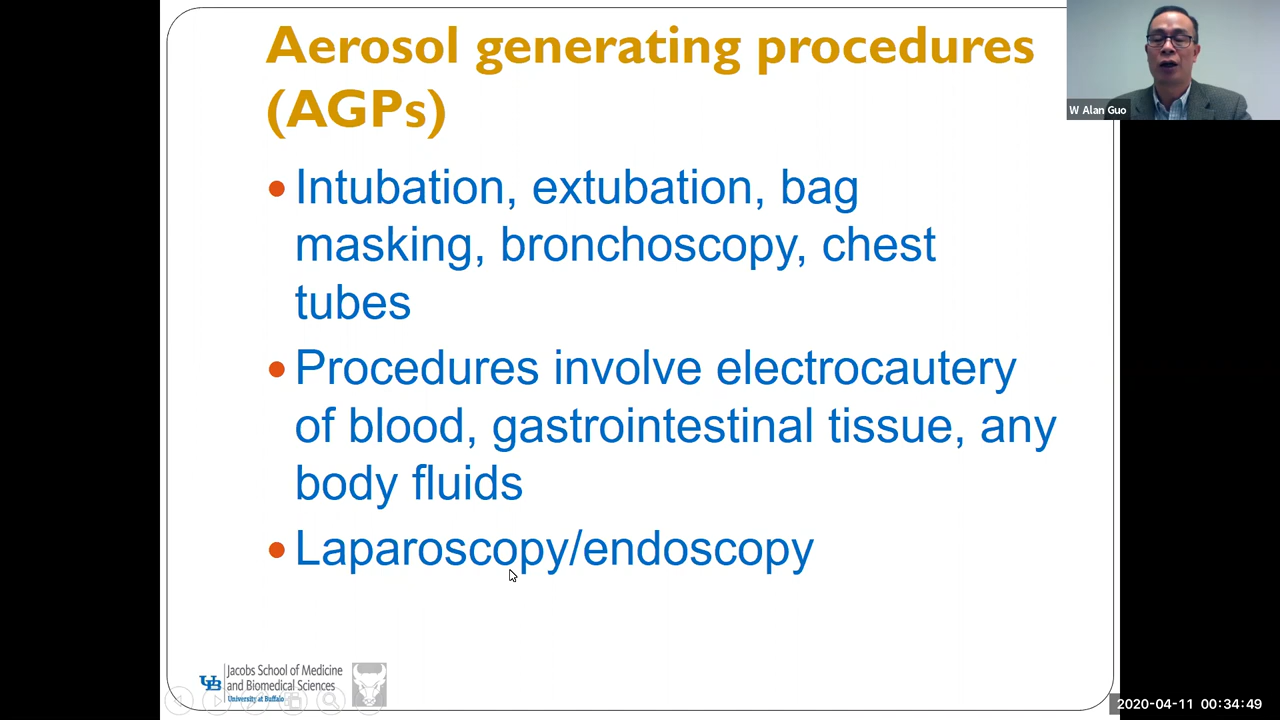 Aerosol generating procedures
(AGPs)
W Alan Guo
Intubation, extubation, bag
masking, bronchoscopy, chest
tubes
Procedures involve electrocautery
of blood, gastrointestinal tissue, any
body fluids
Laparoscopy/endoscopy
UB
Jacobs School of Medicine
and Biomedical Sciences
University at Buffalo
2020-04-11 00:34:49